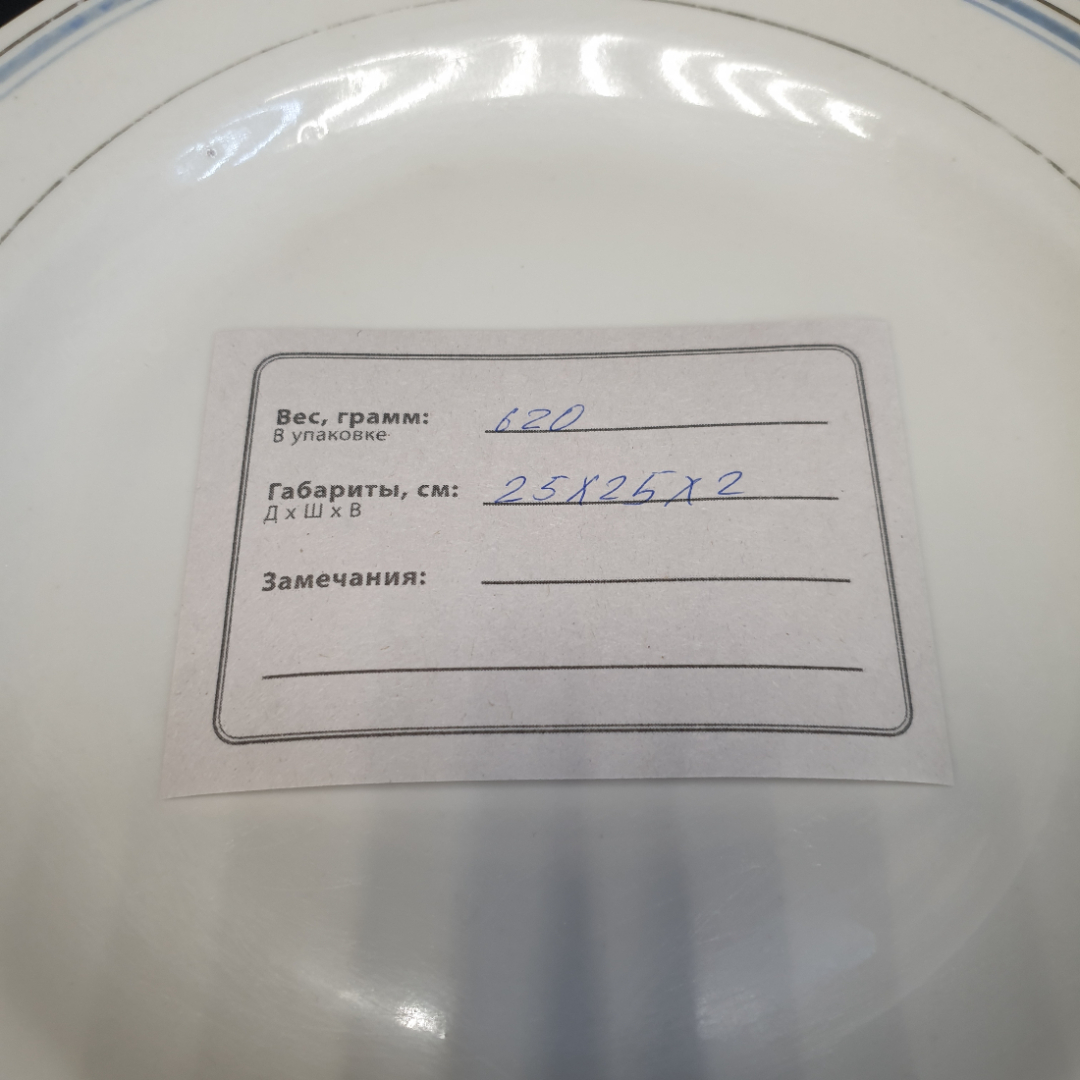 Вес, грамм: 620
В упаковке
Габариты, см: 25х25х2
Д х Ш х В
Замечания: